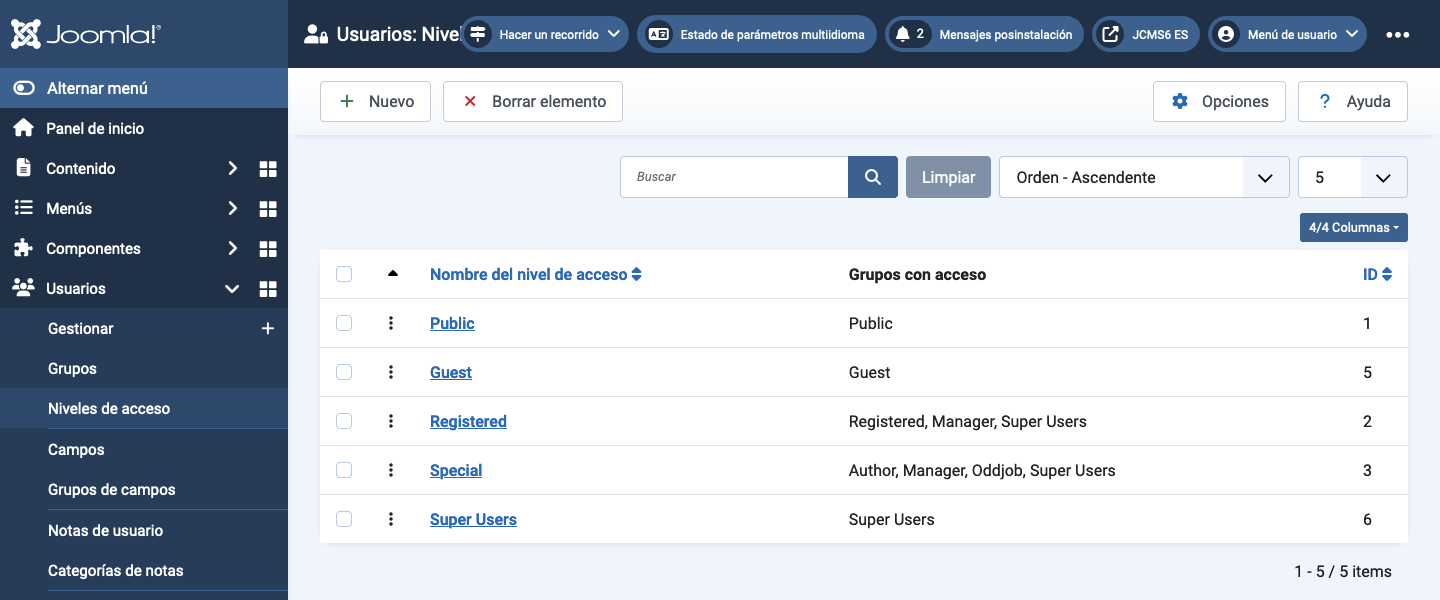 Joomla!®
Usuarios: Nivel
Hacer un recorrido
Estado de parámetros multiidioma
2 Mensajes posinstalación
JCMS6 ES
Menú de usuario
Alternar menú
Panel de inicio
Contenido
Menús
Componentes
Usuarios
Gestionar
Grupos
Niveles de acceso
Campos
Grupos de campos
Notas de usuario
Categorías de notas
Nuevo
Borrar elemento
Opciones
? Ayuda
Buscar
Limpiar
Orden - Ascendente
5
4/4 Columnas
Nombre del nivel de acceso Grupos con acceso ID
Public Public 1
Guest Guest 5
Registered Registered, Manager, Super Users 2
Special Author, Manager, Oddjob, Super Users 3
Super Users Super Users 6
1 - 5 / 5 items